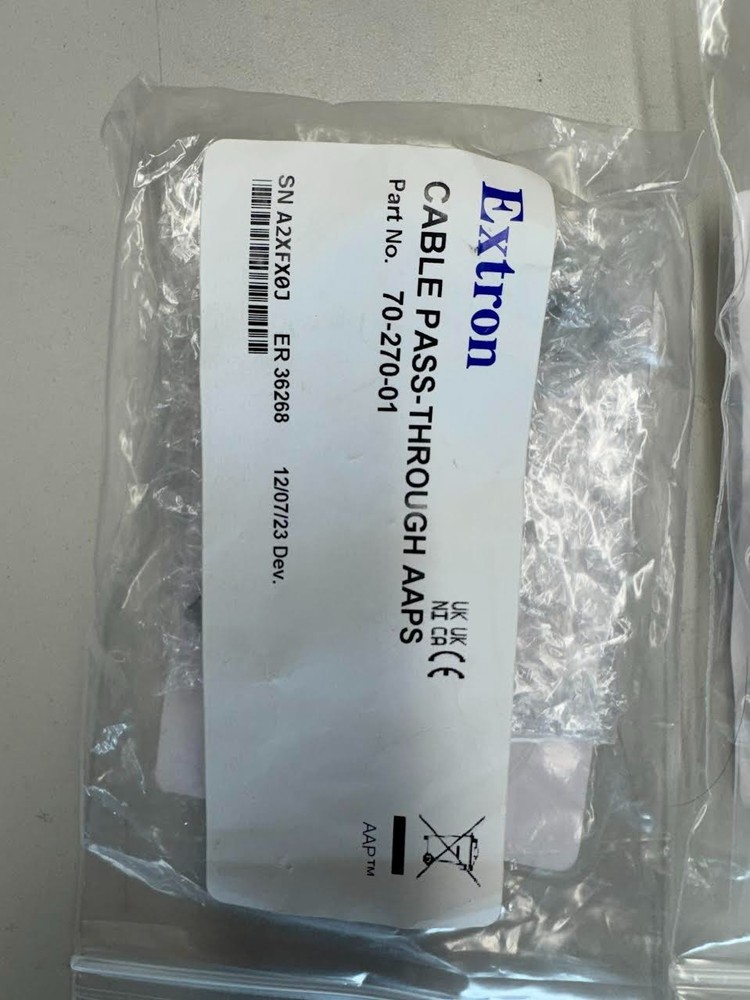 Extron
CABLE PASS-THROUGH AAPS
Part No. 70-270-01
UK UK
NI CA CE
SN A2XFX0J ER 36268 12/07/23 Dev.
AAP™